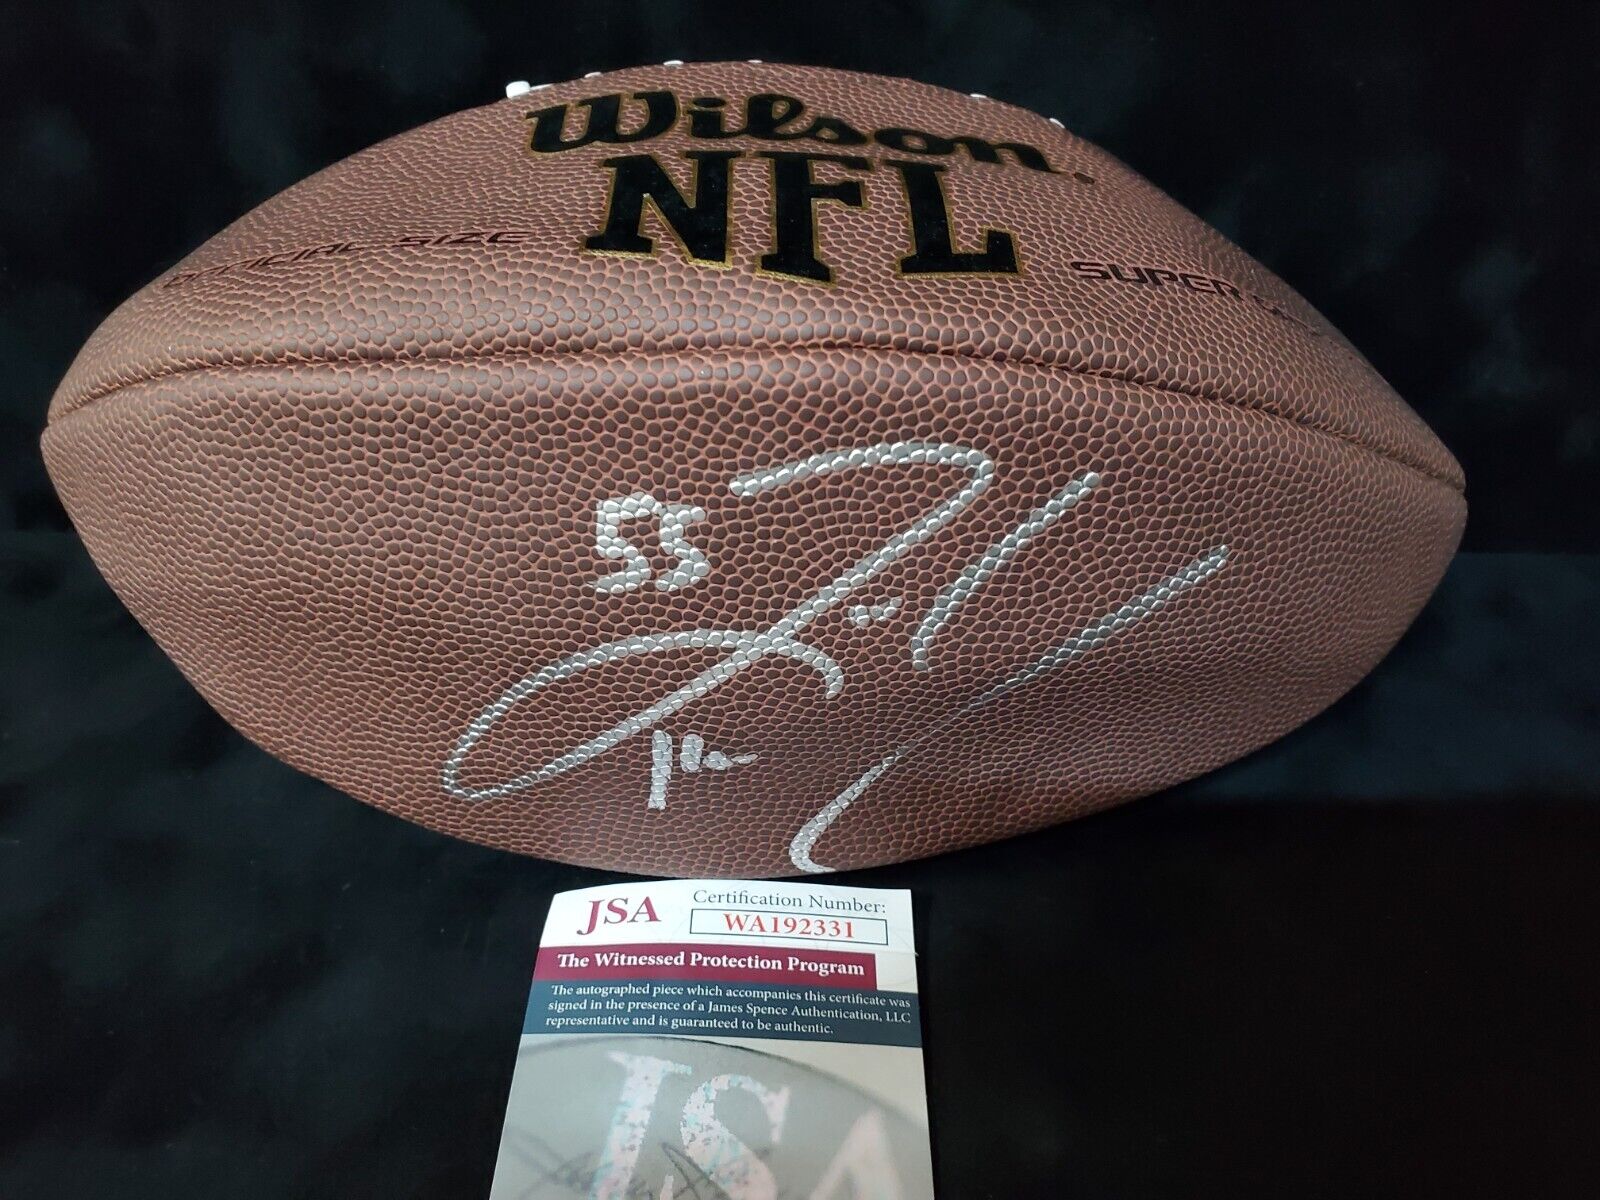 Wilson
NFL
OFFICIAL SIZE
SUPER
55
JSA
Certification Number:
WA192331
The Witnessed Protection Program
The autographed piece which accompanies this certificate was
signed in the presence of a James Spence Authentication, LLC
representative and is guaranteed to be authentic.
JSA